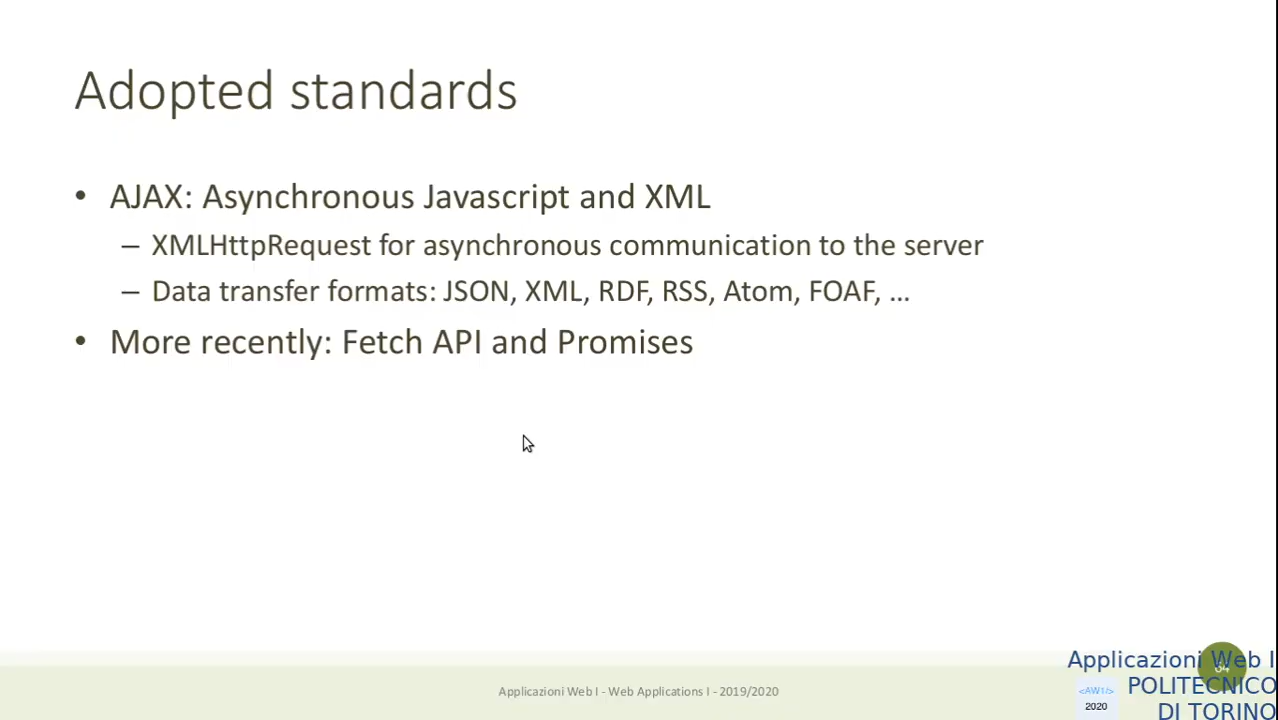 Adopted standards
• AJAX: Asynchronous Javascript and XML
– XMLHttpRequest for asynchronous communication to the server
– Data transfer formats: JSON, XML, RDF, RSS, Atom, FOAF, ...
• More recently: Fetch API and Promises
Applicazioni Web I - Web Applications I - 2019/2020
64
Applicazioni Web I
POLITECNICO
DI TORINO
<AW1/>
2020